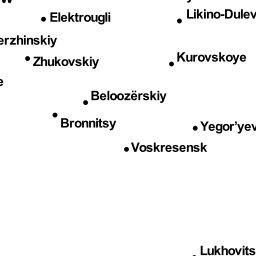 Elektrougli
Likino-Dulev
erzhinskiy
Zhukovskiy
Kurovskoye
Beloozërskiy
Bronnitsy
Yegor'yev
Voskresensk
Lukhovits